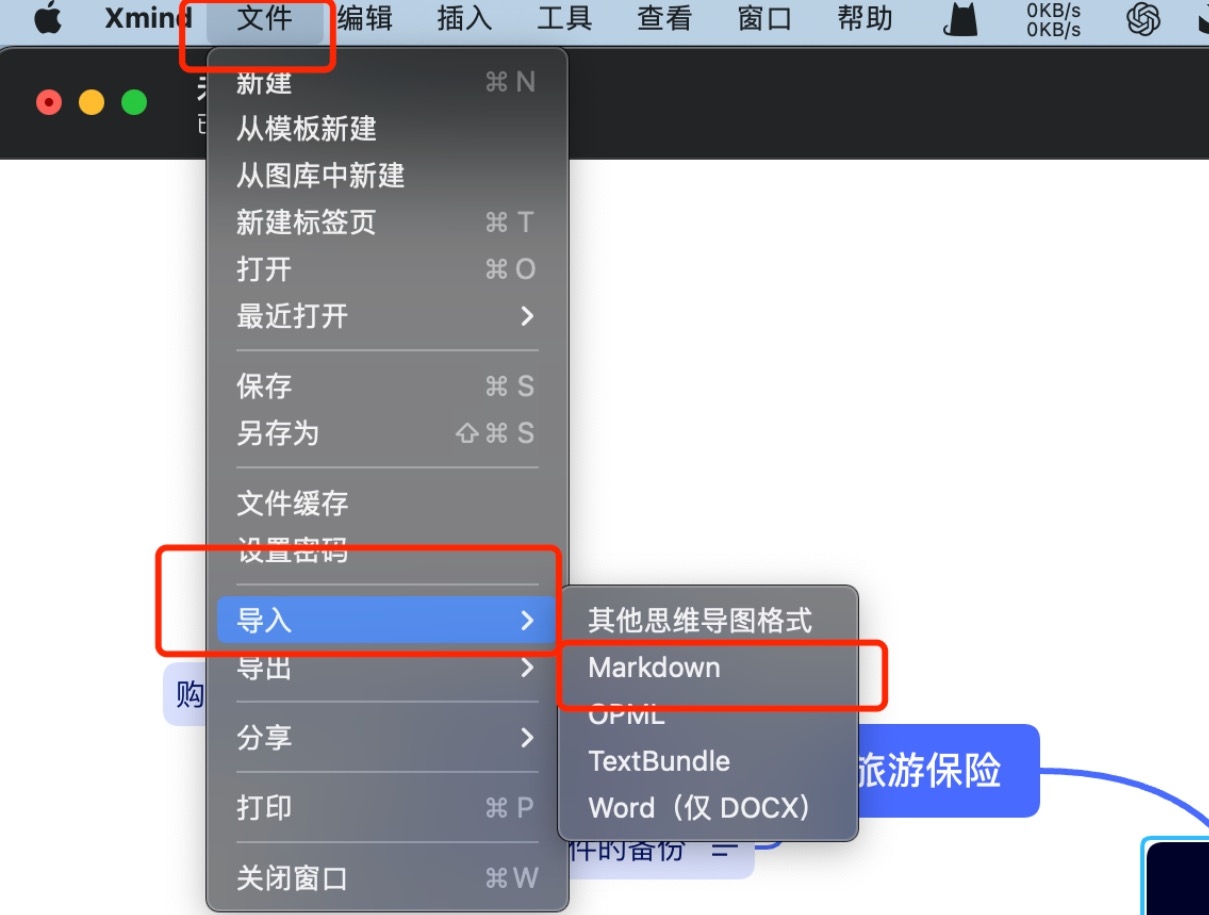 Xmind 文件 编辑 插入 工具 查看 窗口 帮助 0KB/s
0KB/s
新建 ⌘ N
从模板新建
从图库中新建
新建标签页 ⌘ T
打开 ⌘ O
最近打开
保存 ⌘ S
另存为 ⇧ ⌘ S
文件缓存
设置密码
导入
导出
分享
打印 ⌘ P
关闭窗口 ⌘ W
其他思维导图格式
Markdown
OPML
TextBundle
Word（仅 DOCX）
购
旅游保险
件的备份